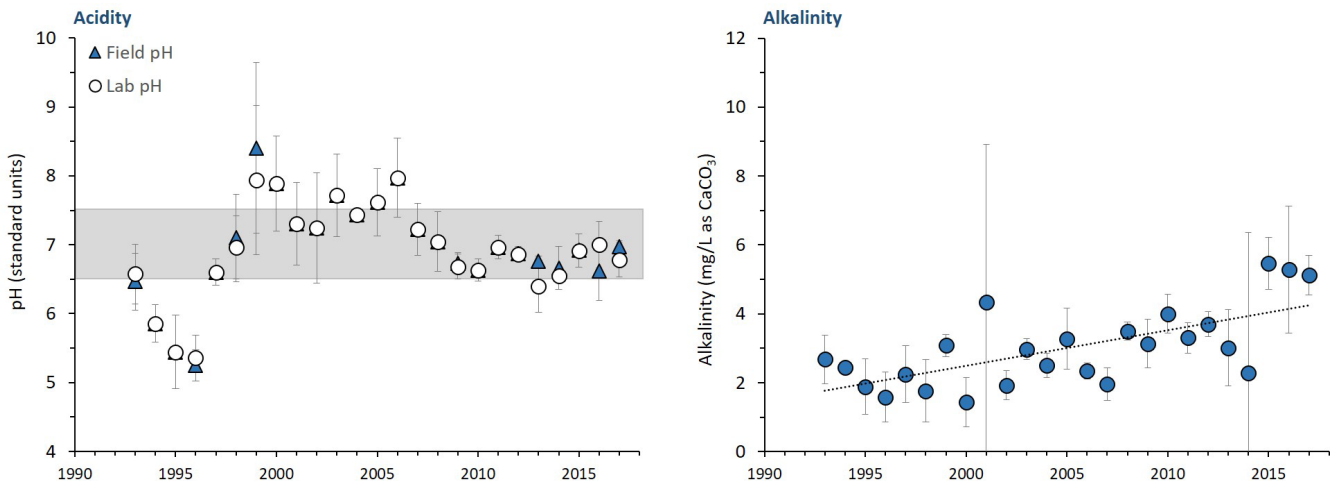 Acidity
Field pH
Lab pH
pH (standard units)
10
9
8
7
6
5
4
1990 1995 2000 2005 2010 2015
Alkalinity
Alkalinity (mg/L as CaCO₃)
12
10
8
6
4
2
0
1990 1995 2000 2005 2010 2015